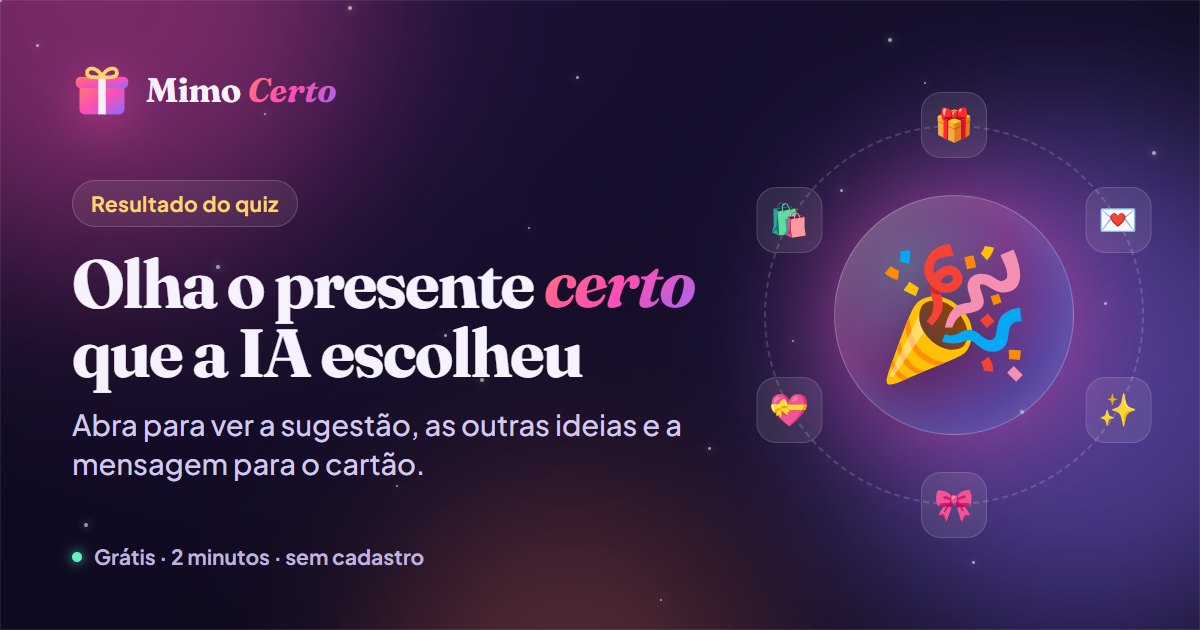 Mimo Certo
Resultado do quiz
Olha o presente certo
que a IA escolheu
Abra para ver a sugestão, as outras ideias e a
mensagem para o cartão.
Grátis · 2 minutos · sem cadastro